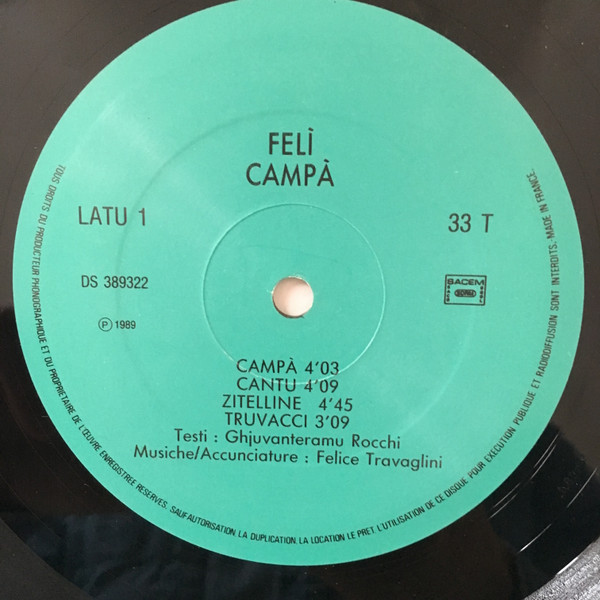 FELÌ
CAMPÀ
LATU 1
33 T
DS 389322
SACEM
SDRM
Ⓟ 1989
CAMPÀ 4'03
CANTU 4'09
ZITELLINE 4'45
TRUVACCI 3'09
Testi : Ghjuvanteramu Rocchi
Musiche/Accunciature : Felice Travaglini
TOUS DROITS DU PRODUCTEUR PHONOGRAPHIQUE ET DU PROPRIETAIRE DE L'ŒUVRE ENREGISTREE RESERVES. SAUF AUTORISATION, LA DUPLICATION, LA LOCATION, LE PRET, L'UTILISATION DE CE DISQUE POUR EXECUTION PUBLIQUE ET RADIODIFFUSION SONT INTERDITS. MADE IN FRANCE.